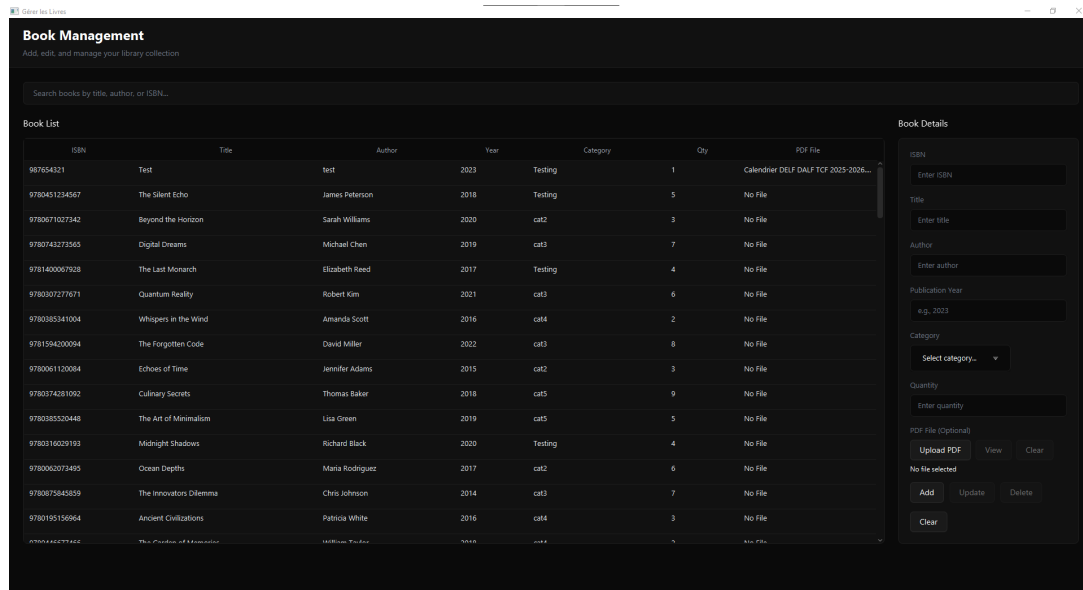 Gérer les Livres
Book Management
Add, edit, and manage your library collection
Search books by title, author, or ISBN...
Book List
ISBN Title Author Year Category Qty PDF File
987654321 Test test 2023 Testing 1 Calendrier DELF DALF TCF 2025-2026....
9780451234567 The Silent Echo James Peterson 2018 Testing 5 No File
9780671027342 Beyond the Horizon Sarah Williams 2020 cat2 3 No File
9780743273565 Digital Dreams Michael Chen 2019 cat3 7 No File
9781400067928 The Last Monarch Elizabeth Reed 2017 Testing 4 No File
9780307277671 Quantum Reality Robert Kim 2021 cat3 6 No File
9780385341004 Whispers in the Wind Amanda Scott 2016 cat4 2 No File
9781594200094 The Forgotten Code David Miller 2022 cat3 8 No File
9780061120084 Echoes of Time Jennifer Adams 2015 cat2 3 No File
9780374281092 Culinary Secrets Thomas Baker 2018 cat5 9 No File
9780385520448 The Art of Minimalism Lisa Green 2019 cat5 5 No File
9780316029193 Midnight Shadows Richard Black 2020 Testing 4 No File
9780062073495 Ocean Depths Maria Rodriguez 2017 cat2 6 No File
9780875845859 The Innovators Dilemma Chris Johnson 2014 cat3 7 No File
9780195156964 Ancient Civilizations Patricia White 2016 cat4 3 No File
The Garden of Memories William Taylor 2018 cat4 No File
Book Details
ISBN
Enter ISBN
Title
Enter title
Author
Enter author
Publication Year
e.g., 2023
Category
Select category...
Quantity
Enter quantity
PDF File (Optional)
Upload PDF View Clear
No file selected
Add Update Delete
Clear